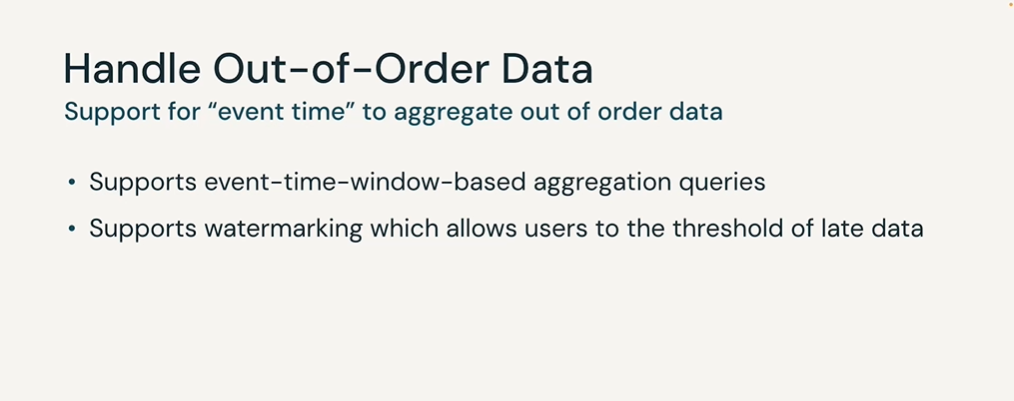 Handle Out-of-Order Data
Support for “event time” to aggregate out of order data
• Supports event-time-window-based aggregation queries
• Supports watermarking which allows users to the threshold of late data